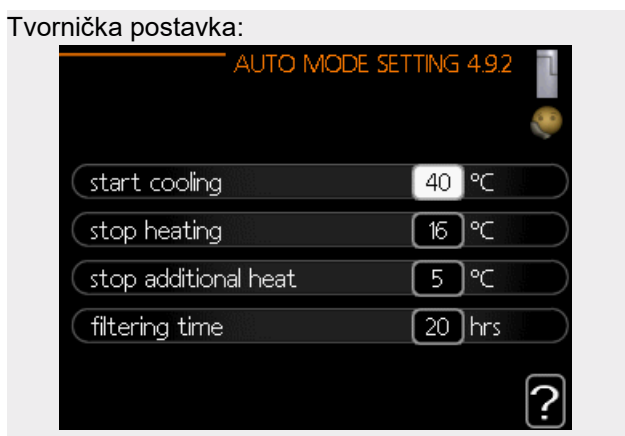 Tvornička postavka:
AUTO MODE SETTING 4.9.2
start cooling 40 °C
stop heating 16 °C
stop additional heat 5 °C
filtering time 20 hrs
?